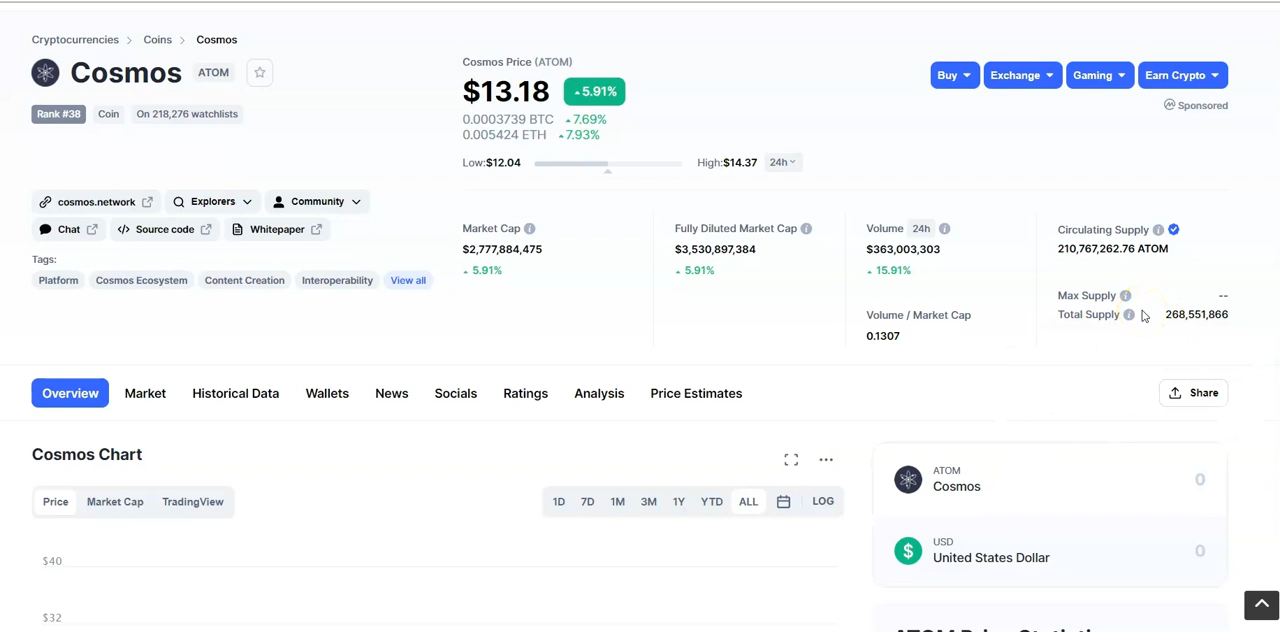 Cryptocurrencies > Coins > Cosmos
Cosmos ATOM
Rank #38 Coin On 218,276 watchlists
cosmos.network Explorers Community
Chat Source code Whitepaper
Tags:
Platform Cosmos Ecosystem Content Creation Interoperability View all
Cosmos Price (ATOM)
$13.18 5.91%
0.0003739 BTC 7.69%
0.005424 ETH 7.93%
Low:$12.04 High:$14.37 24h
Buy Exchange Gaming Earn Crypto
Sponsored
Market Cap
$2,777,884,475
5.91%
Fully Diluted Market Cap
$3,530,897,384
5.91%
Volume 24h
$363,003,303
15.91%
Volume / Market Cap
0.1307
Circulating Supply
210,767,262.76 ATOM
Max Supply --
Total Supply 268,551,866
Overview Market Historical Data Wallets News Socials Ratings Analysis Price Estimates Share
Cosmos Chart
Price Market Cap TradingView 1D 7D 1M 3M 1Y YTD ALL LOG
$40
$32
ATOM
Cosmos 0
USD
United States Dollar 0